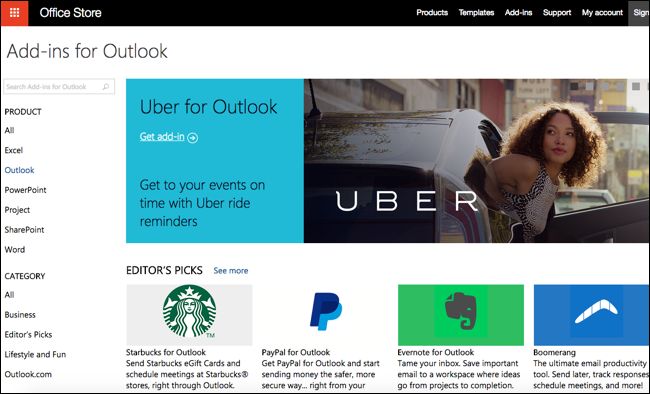 Office Store
Products Templates Add-ins Support My account Sign
Add-ins for Outlook
Search Add-ins for Outlook
PRODUCT
All
Excel
Outlook
PowerPoint
Project
SharePoint
Word
CATEGORY
All
Business
Editor's Picks
Lifestyle and Fun
Outlook.com
Uber for Outlook
Get add-in
Get to your events on
time with Uber ride
reminders
UBER
EDITOR'S PICKS See more
Starbucks for Outlook
Send Starbucks eGift Cards and
schedule meetings at Starbucks®
stores, right through Outlook.
PayPal for Outlook
Get PayPal for Outlook and start
sending money the safer, more
secure way... right from your
Evernote for Outlook
Tame your inbox. Save important
email to a workspace where ideas
go from projects to completion.
Boomerang
The ultimate email productivity
tool. Send later, track responses,
schedule meetings, and more!